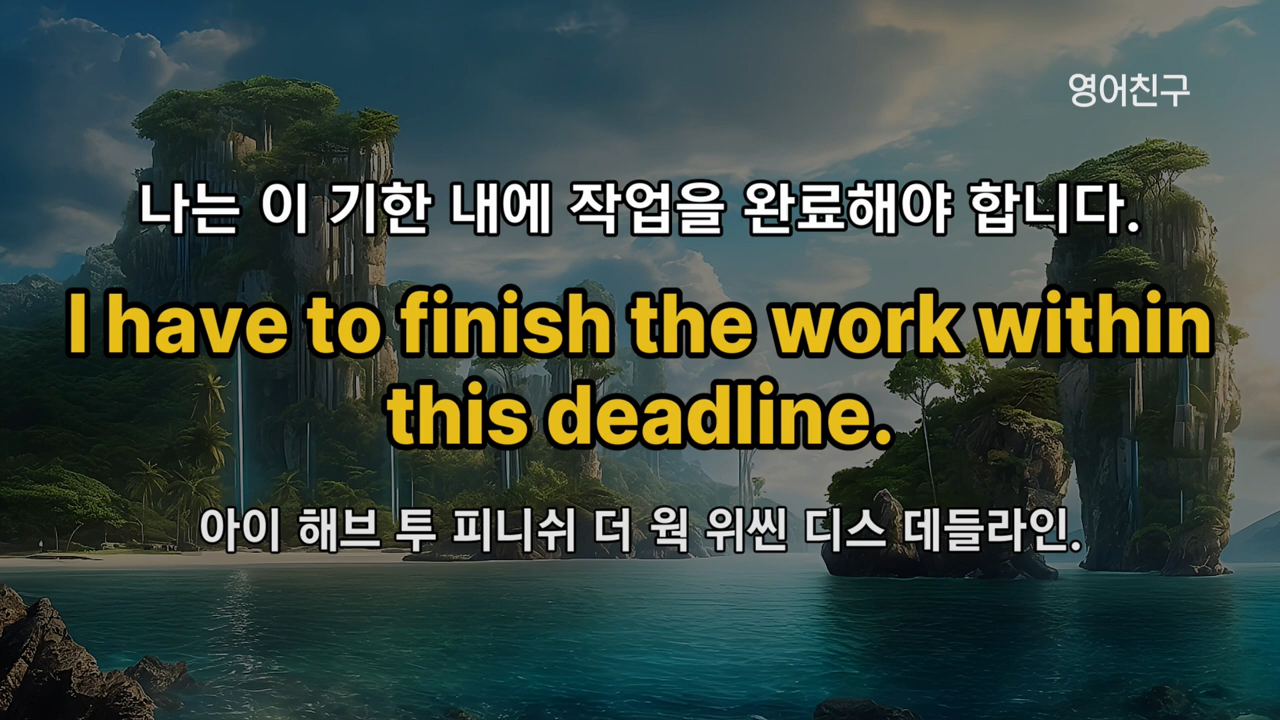 영어친구
나는 이 기한 내에 작업을 완료해야 합니다.
I have to finish the work within
this deadline.
아이 해브 투 피니쉬 더 웍 위씬 디스 데들라인.